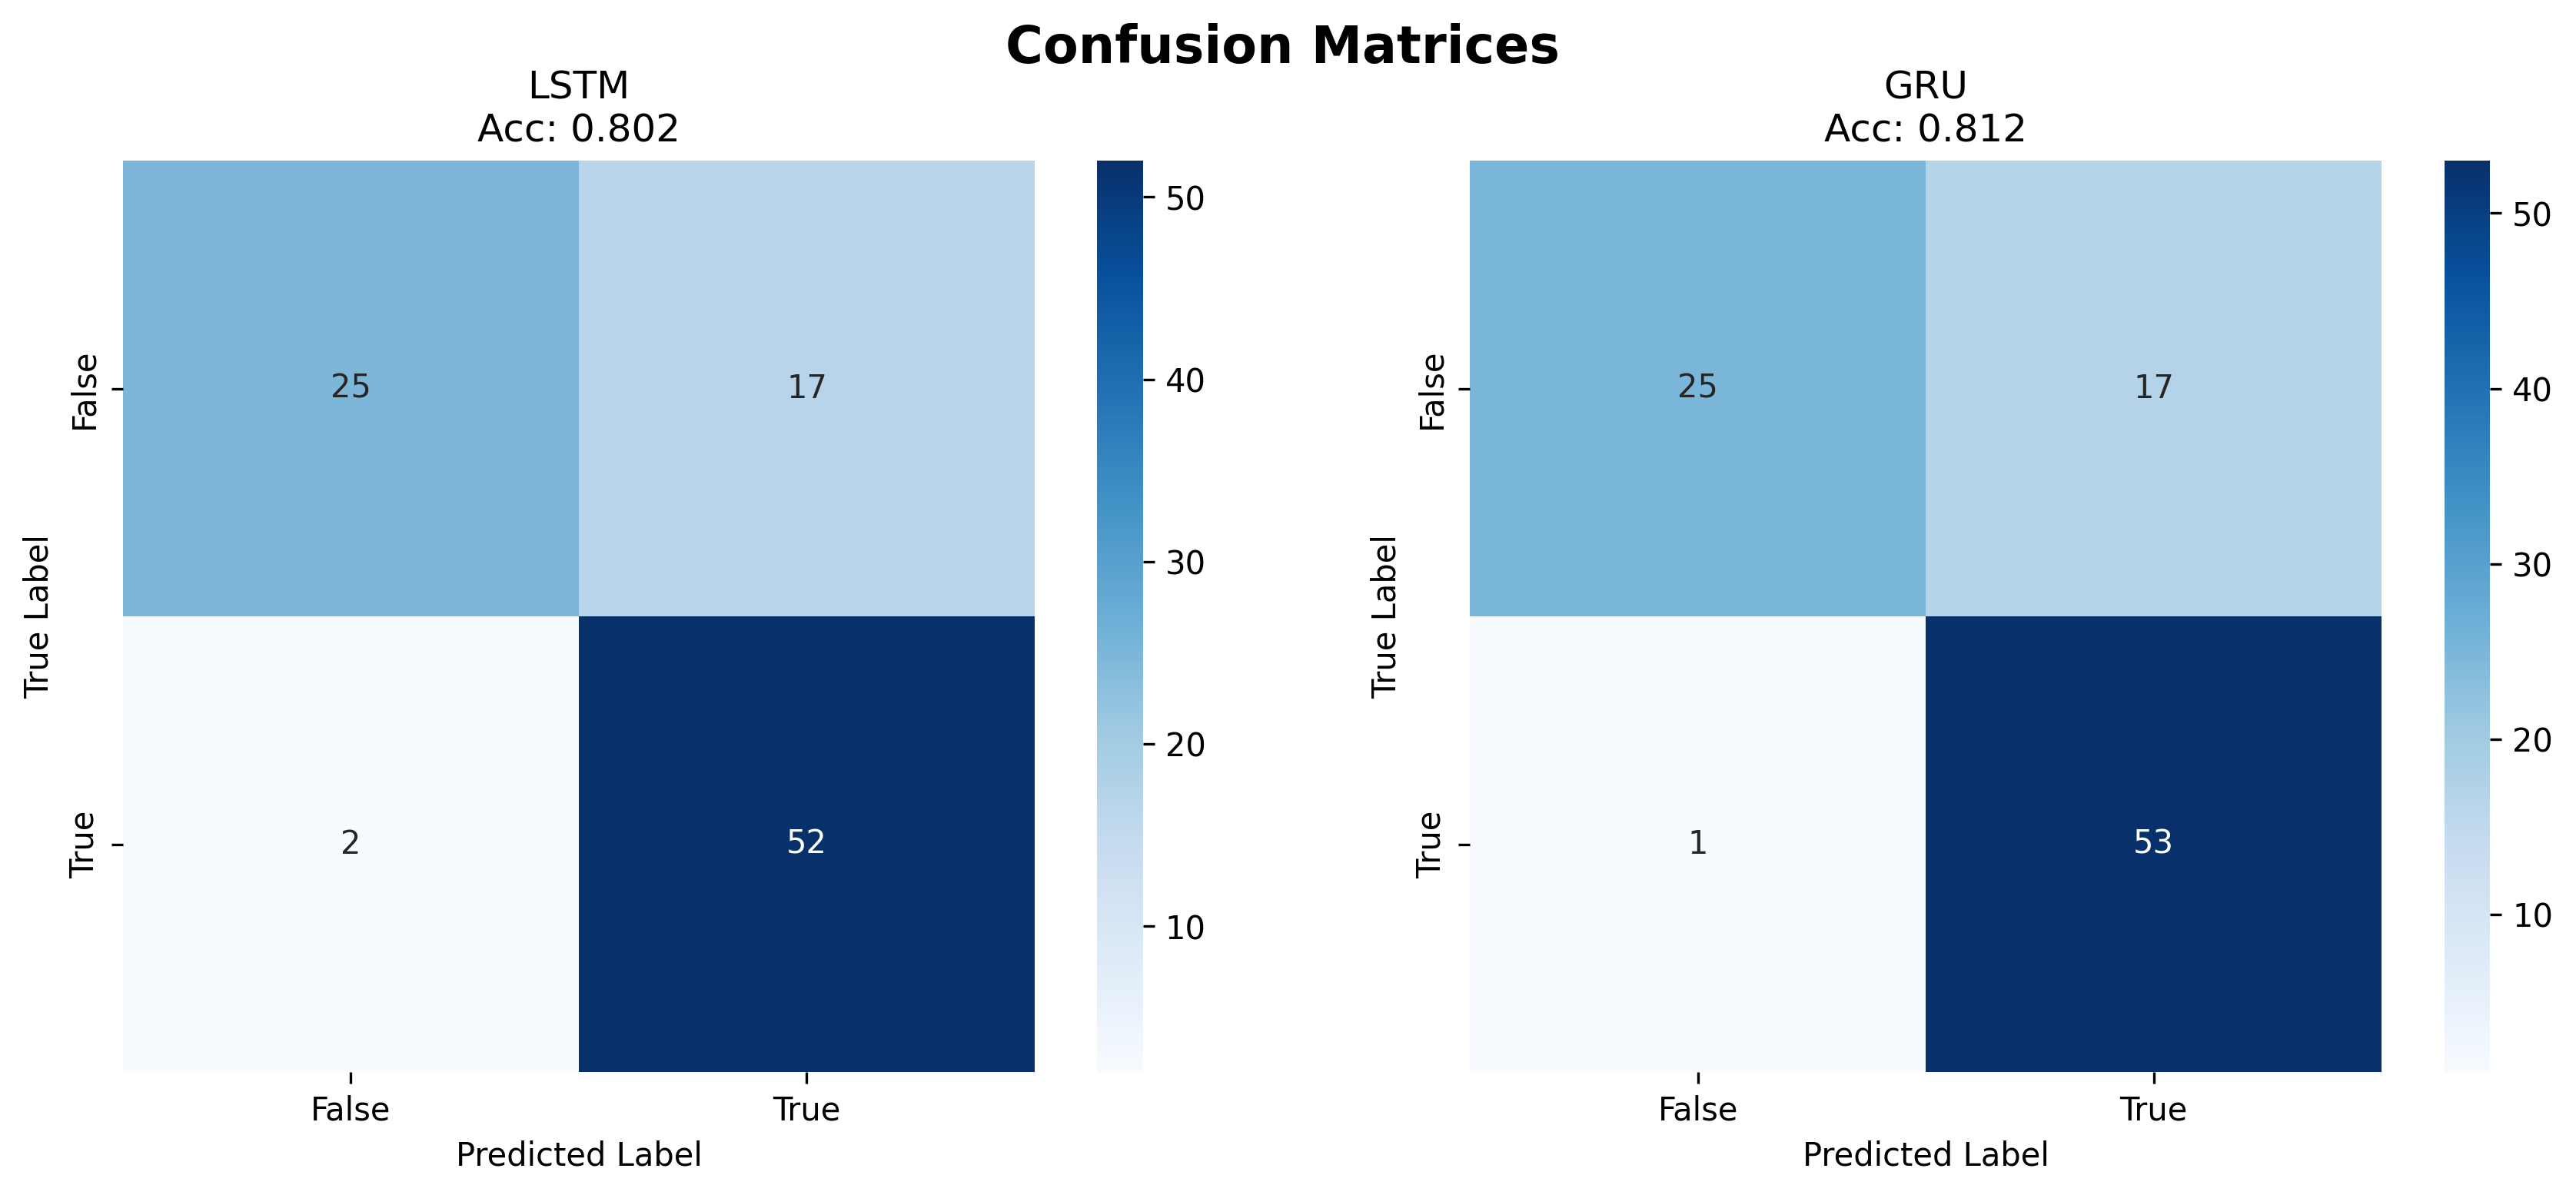 Confusion Matrices
LSTM
Acc: 0.802
False
True
True Label
25
17
2
52
False
True
Predicted Label
50
40
30
20
10
GRU
Acc: 0.812
False
True
True Label
25
17
1
53
False
True
Predicted Label
50
40
30
20
10